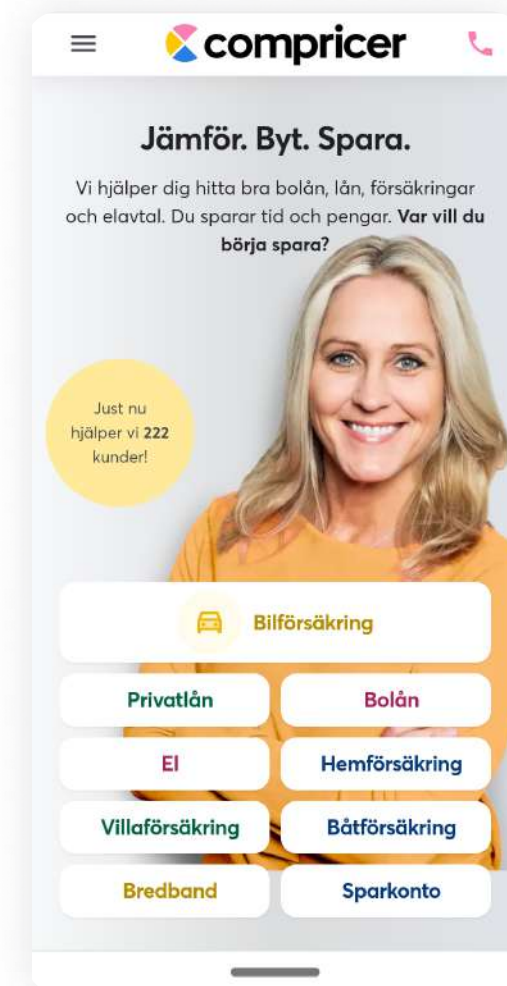 compricer
Jämför. Byt. Spara.
Vi hjälper dig hitta bra bolån, lån, försäkringar
och elavtal. Du sparar tid och pengar. Var vill du
börja spara?
Just nu
hjälper vi 222
kunder!
Bilförsäkring
Privatlån
Bolån
El
Hemförsäkring
Villaförsäkring
Båtförsäkring
Bredband
Sparkonto